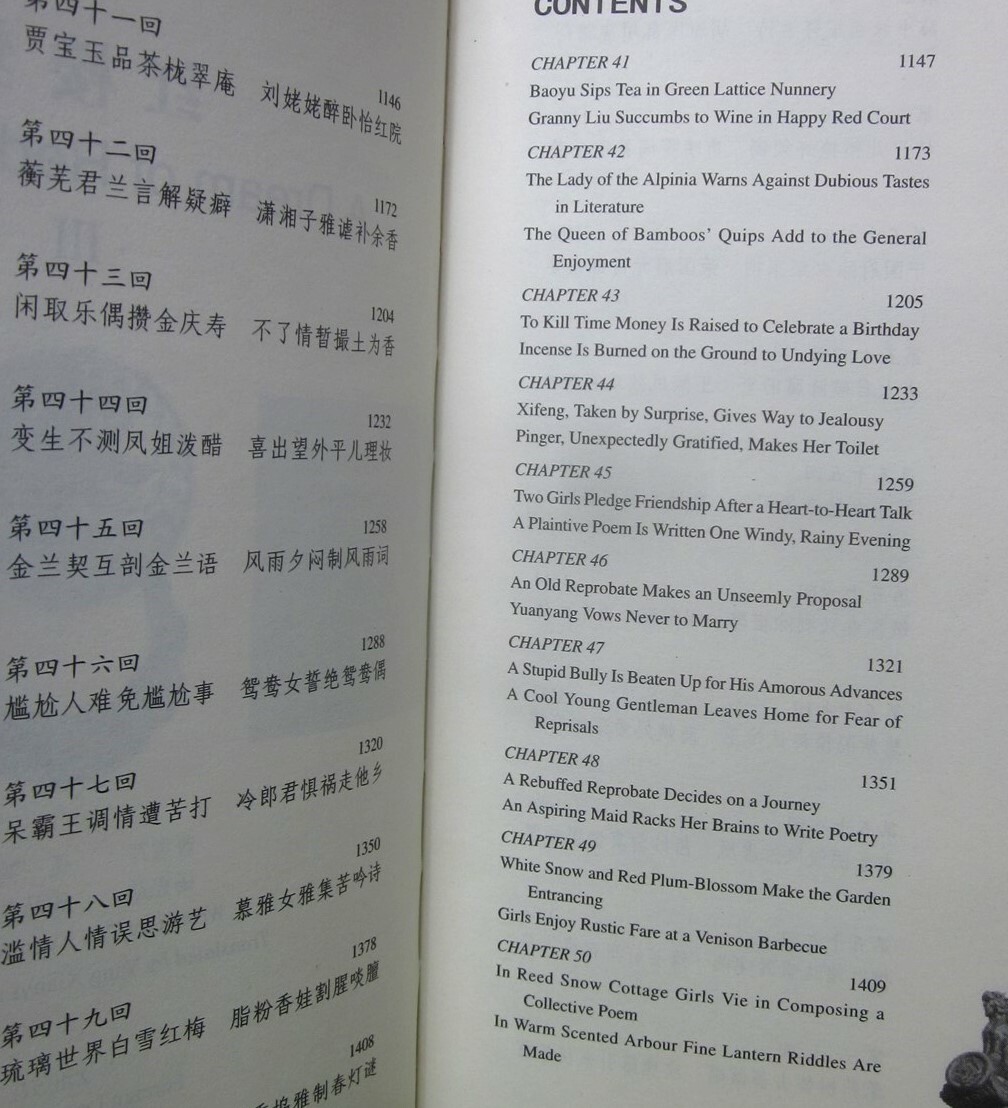 第四十一回
贾宝玉品茶栊翠庵 刘姥姥醉卧怡红院
1146
第四十二回
蘅芜君兰言解疑癖 潇湘子雅谑补余香
1172
第四十三回
闲取乐偶攒金庆寿 不了情暂撮土为香
1204
第四十四回
变生不测凤姐泼醋 喜出望外平儿理妆
1232
第四十五回
金兰契互剖金兰语 风雨夕闷制风雨词
1258
第四十六回
尴尬人难免尴尬事 鸳鸯女誓绝鸳鸯偶
1288
第四十七回
呆霸王调情遭苦打 冷郎君惧祸走他乡
1320
第四十八回
滥情人情误思游艺 慕雅女雅集苦吟诗
1350
第四十九回
琉璃世界白雪红梅 脂粉香娃割腥啖膻
1378
坞雅制春灯谜
1408
CONTENTS
CHAPTER 41 1147
Baoyu Sips Tea in Green Lattice Nunnery
Granny Liu Succumbs to Wine in Happy Red Court
CHAPTER 42 1173
The Lady of the Alpinia Warns Against Dubious Tastes
in Literature
The Queen of Bamboos' Quips Add to the General
Enjoyment
CHAPTER 43 1205
To Kill Time Money Is Raised to Celebrate a Birthday
Incense Is Burned on the Ground to Undying Love
CHAPTER 44 1233
Xifeng, Taken by Surprise, Gives Way to Jealousy
Pinger, Unexpectedly Gratified, Makes Her Toilet
CHAPTER 45 1259
Two Girls Pledge Friendship After a Heart-to-Heart Talk
A Plaintive Poem Is Written One Windy, Rainy Evening
CHAPTER 46 1289
An Old Reprobate Makes an Unseemly Proposal
Yuanyang Vows Never to Marry
CHAPTER 47 1321
A Stupid Bully Is Beaten Up for His Amorous Advances
A Cool Young Gentleman Leaves Home for Fear of
Reprisals
CHAPTER 48 1351
A Rebuffed Reprobate Decides on a Journey
An Aspiring Maid Racks Her Brains to Write Poetry
CHAPTER 49 1379
White Snow and Red Plum-Blossom Make the Garden
Entrancing
Girls Enjoy Rustic Fare at a Venison Barbecue
CHAPTER 50 1409
In Reed Snow Cottage Girls Vie in Composing a
Collective Poem
In Warm Scented Arbour Fine Lantern Riddles Are
Made